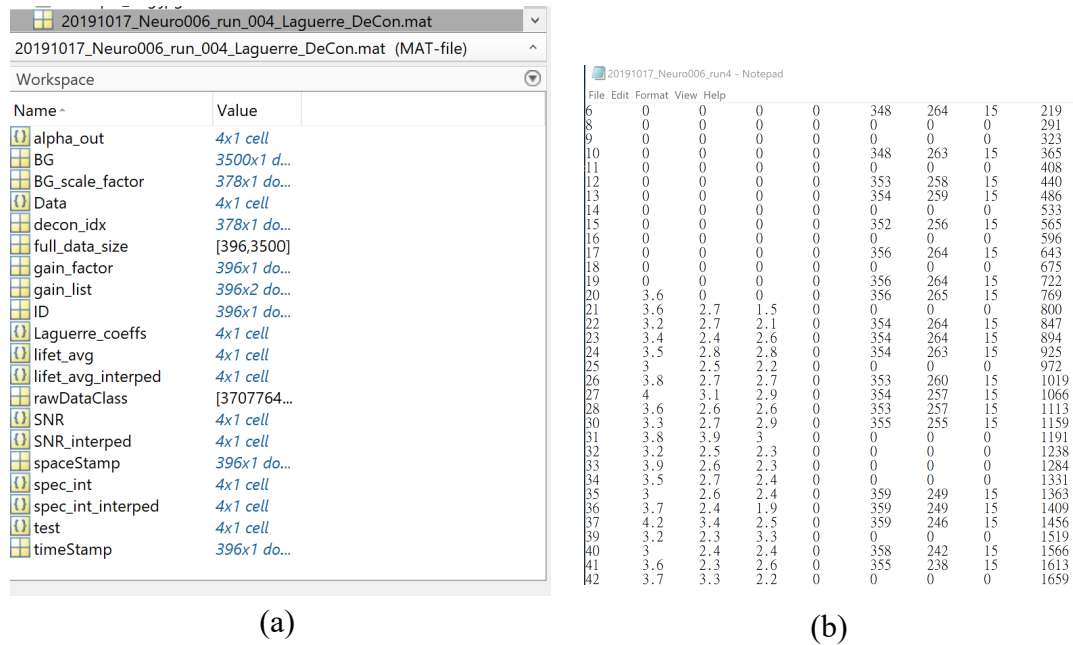 20191017_Neuro006_run_004_Laguerre_DeCon.mat
20191017_Neuro006_run_004_Laguerre_DeCon.mat (MAT-file)
Workspace
Name Value
alpha_out 4x1 cell
BG 3500x1 d...
BG_scale_factor 378x1 do...
Data 4x1 cell
decon_idx 378x1 do...
full_data_size [396,3500]
gain_factor 396x1 do...
gain_list 396x2 do...
ID 396x1 do...
Laguerre_coeffs 4x1 cell
lifet_avg 4x1 cell
lifet_avg_interped 4x1 cell
rawDataClass [3707764...
SNR 4x1 cell
SNR_interped 4x1 cell
spaceStamp 396x1 do...
spec_int 4x1 cell
spec_int_interped 4x1 cell
test 4x1 cell
timeStamp 396x1 do...
(a)
20191017_Neuro006_run4 - Notepad
File Edit Format View Help
6 0 0 0 0 348 264 15 219
8 0 0 0 0 0 0 0 291
9 0 0 0 0 0 0 0 323
10 0 0 0 0 348 263 15 365
11 0 0 0 0 0 0 0 408
12 0 0 0 0 353 258 15 440
13 0 0 0 0 354 259 15 486
14 0 0 0 0 0 0 0 533
15 0 0 0 0 352 256 15 565
16 0 0 0 0 0 0 0 596
17 0 0 0 0 356 264 15 643
18 0 0 0 0 0 0 0 675
19 0 0 0 0 356 264 15 722
20 3.6 0 0 0 356 265 15 769
21 3.6 2.7 1.5 0 0 0 0 800
22 3.2 2.7 2.1 0 354 264 15 847
23 3.4 2.4 2.6 0 354 264 15 894
24 3.5 2.8 2.8 0 354 263 15 925
25 3 2.5 2.2 0 0 0 0 972
26 3.8 2.7 2.7 0 353 260 15 1019
27 4 3.1 2.9 0 354 257 15 1066
28 3.6 2.6 2.6 0 353 257 15 1113
30 3.3 2.7 2.9 0 355 255 15 1159
31 3.8 3.9 3 0 0 0 0 1191
32 3.2 2.5 2.3 0 0 0 0 1238
33 3.9 2.6 2.3 0 0 0 0 1284
34 3.5 2.7 2.4 0 0 0 0 1331
35 3 2.6 2.4 0 359 249 15 1363
36 3.7 2.4 1.9 0 359 249 15 1409
37 4.2 3.4 2.5 0 359 246 15 1456
39 3.2 2.3 3.3 0 0 0 0 1519
40 3 2.4 2.4 0 358 242 15 1566
41 3.6 2.3 2.6 0 355 238 15 1613
42 3.7 3.3 2.2 0 0 0 0 1659
(b)